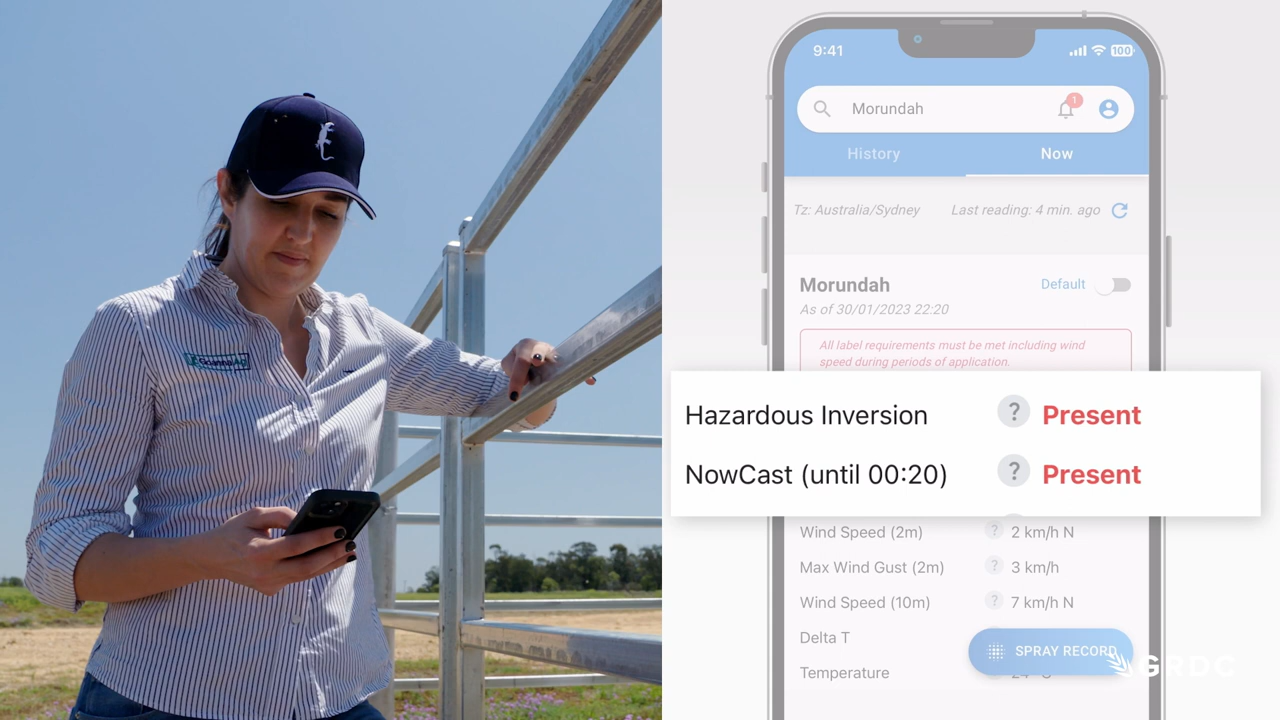 9:41
100
Morundah
1
History
Now
Tz: Australia/Sydney
Last reading: 4 min. ago
Morundah
Default
As of 30/01/2023 22:20
All label requirements must be met including wind
speed during periods of application.
Hazardous Inversion ? Present
NowCast (until 00:20) ? Present
Wind Speed (2m) ? 2 km/h N
Max Wind Gust (2m) ? 3 km/h
Wind Speed (10m) ? 7 km/h N
Delta T
SPRAY RECORD
Temperature
GRDC